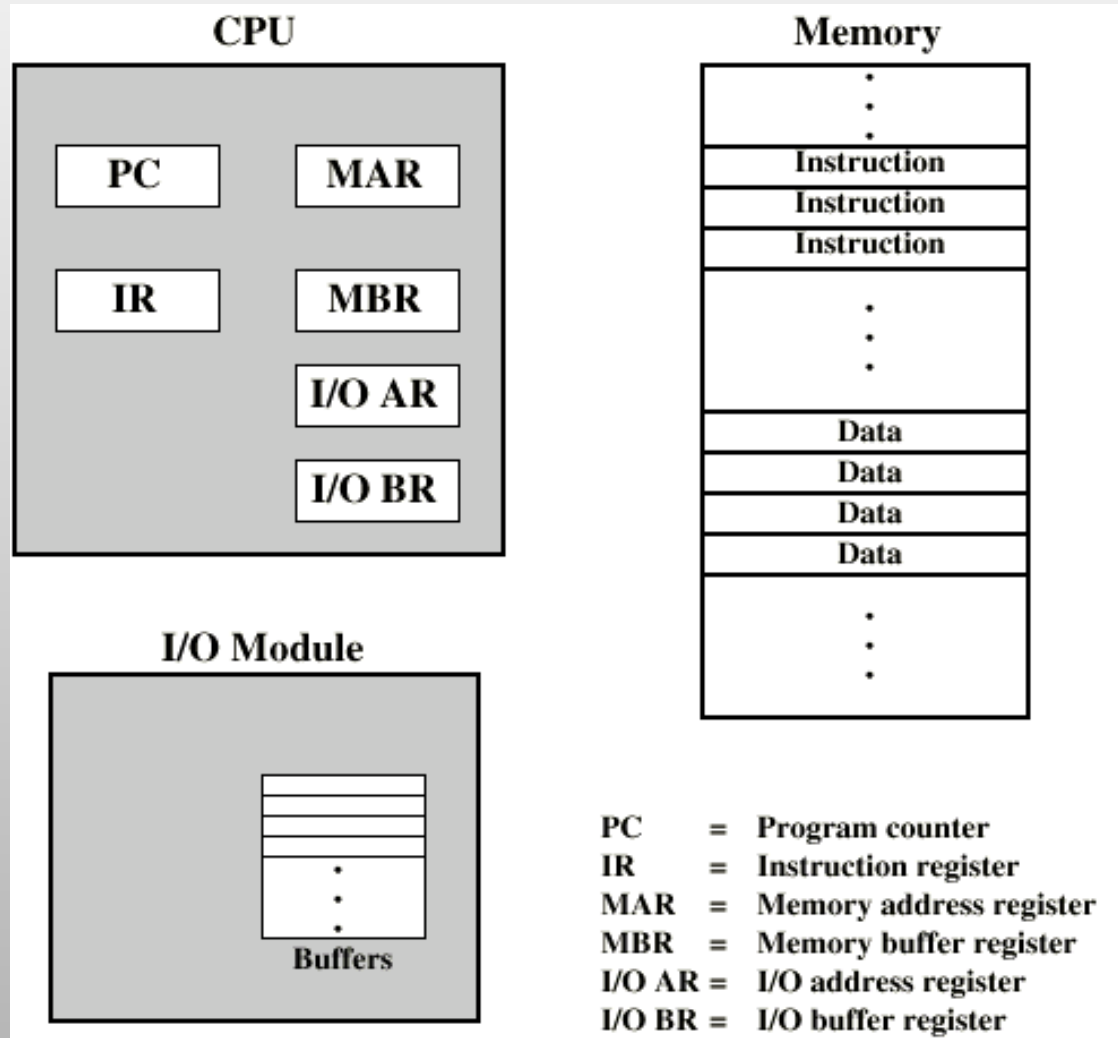 CPU
PC
MAR
IR
MBR
I/O AR
I/O BR
Memory
Instruction
Instruction
Instruction
Data
Data
Data
Data
I/O Module
Buffers
PC = Program counter
IR = Instruction register
MAR = Memory address register
MBR = Memory buffer register
I/O AR = I/O address register
I/O BR = I/O buffer register